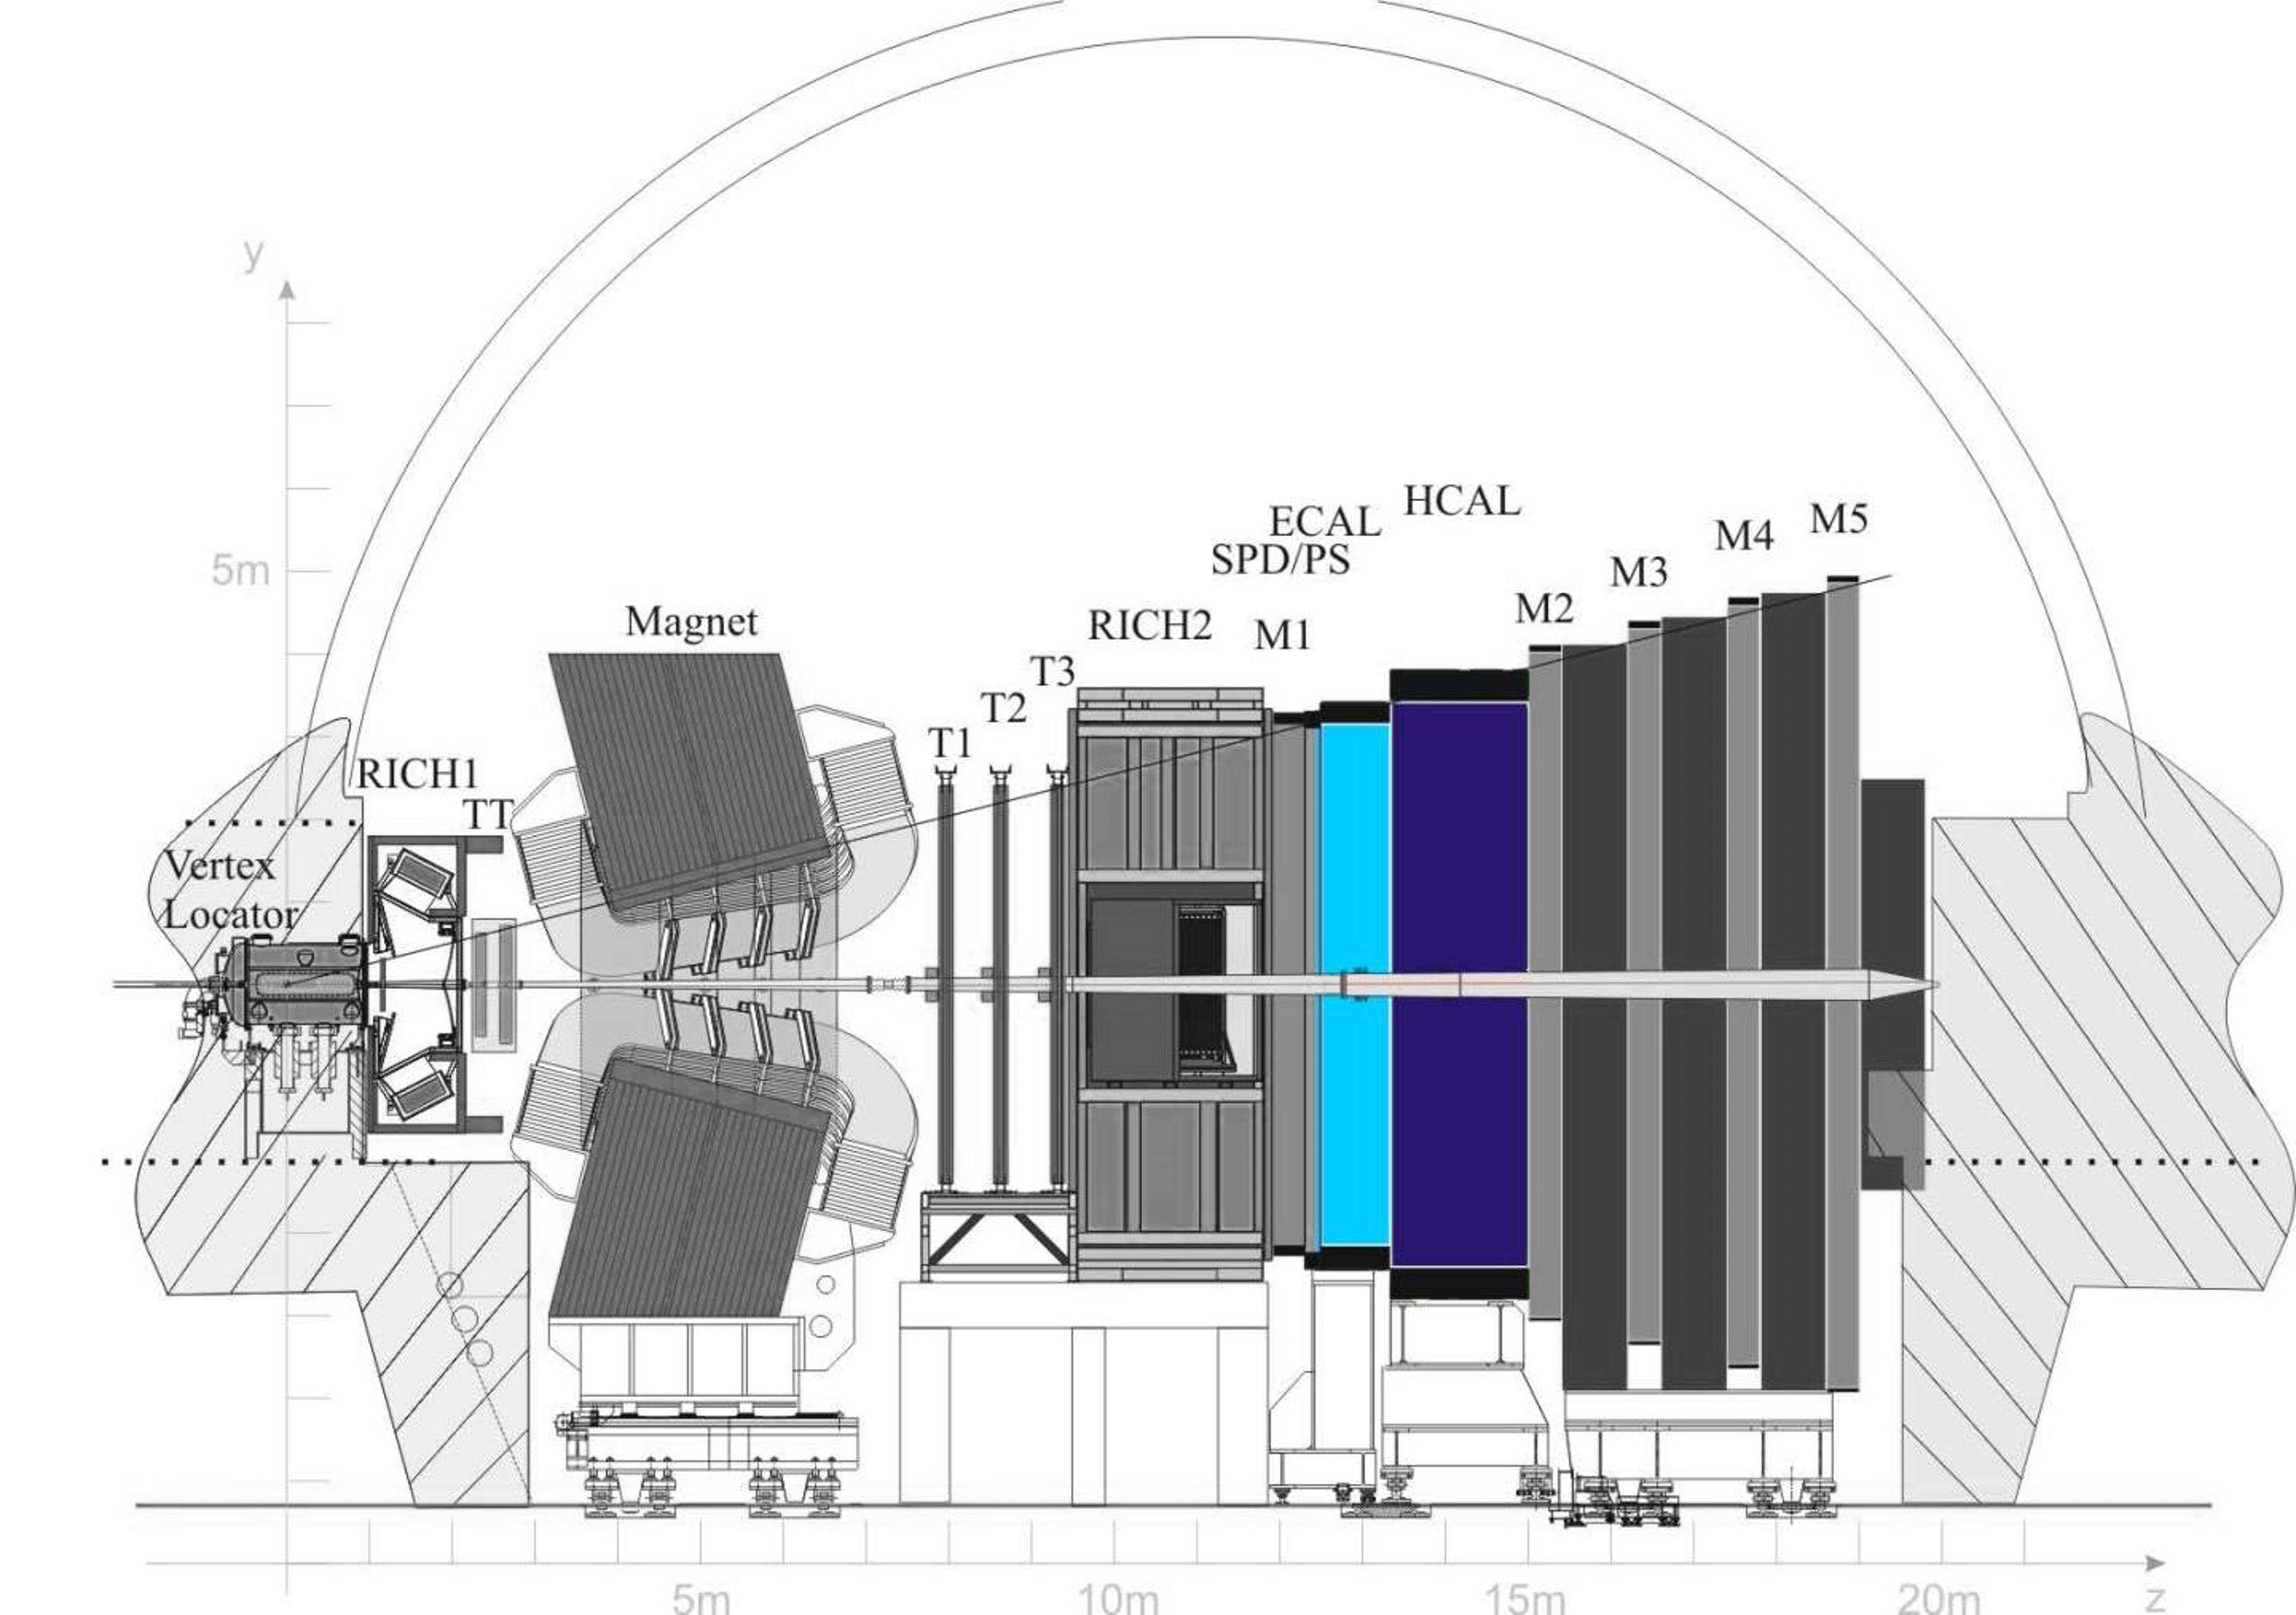 y
5m
HCAL
ECAL
SPD/PS
M5
M4
M3
M2
Magnet
RICH2
M1
T3
T2
T1
RICH1
TT
Vertex
Locator
5m
10m
15m
20m
z